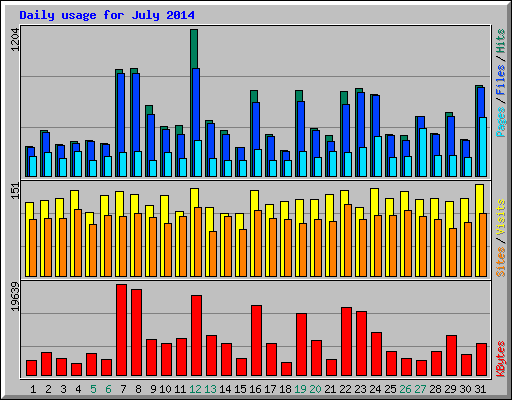 Daily usage for July 2014
1204
Pages / Files / Hits
151
Sites / Visits
19639
KBytes
1 2 3 4 5 6 7 8 9 10 11 12 13 14 15 16 17 18 19 20 21 22 23 24 25 26 27 28 29 30 31